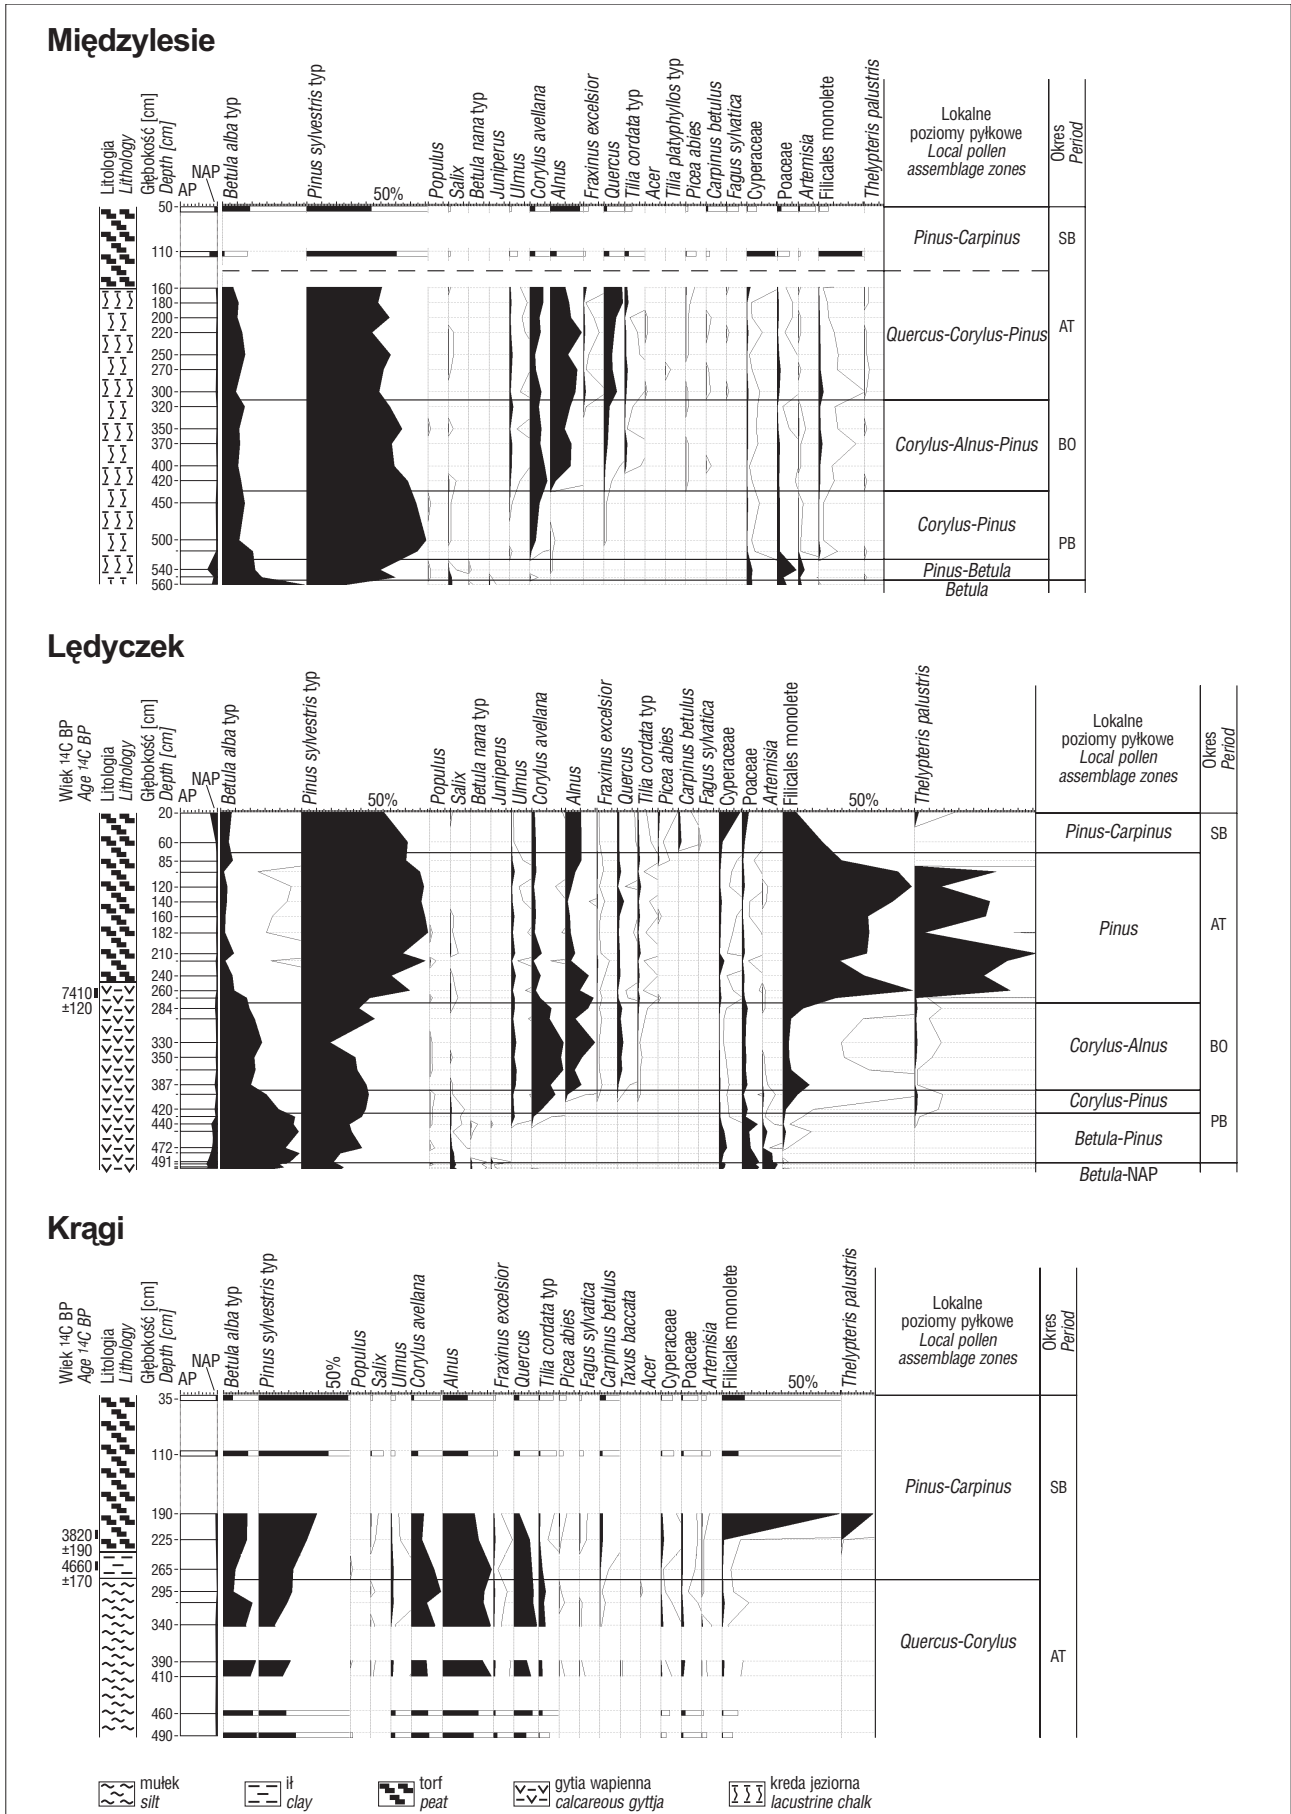 Międzylesie
Litologia
Lithology
Głębokość [cm]
Depth [cm]
AP
NAP
Betula alba typ
Pinus sylvestris typ
50%
Populus
Salix
Betula nana typ
Juniperus
Ulmus
Corylus avellana
Alnus
Fraxinus excelsior
Quercus
Tilia cordata typ
Acer
Tilia platyphyllos typ
Picea abies
Carpinus betulus
Fagus sylvatica
Cyperaceae
Poaceae
Artemisia
Filicales monolete
Thelypteris palustris
Lokalne
poziomy pyłkowe
Local pollen
assemblage zones
Okres
Period
50
110
160
180
200
220
250
270
300
320
350
370
400
420
450
500
540
560
Pinus-Carpinus
SB
Quercus-Corylus-Pinus
AT
Corylus-Alnus-Pinus
BO
Corylus-Pinus
PB
Pinus-Betula
Betula
Lędyczek
Wiek 14C BP
Age 14C BP
Litologia
Lithology
Głębokość [cm]
Depth [cm]
AP
NAP
Betula alba typ
Pinus sylvestris typ
50%
Populus
Salix
Betula nana typ
Juniperus
Ulmus
Corylus avellana
Alnus
Fraxinus excelsior
Quercus
Tilia cordata typ
Picea abies
Carpinus betulus
Fagus sylvatica
Cyperaceae
Poaceae
Artemisia
Filicales monolete
50%
Thelypteris palustris
Lokalne
poziomy pyłkowe
Local pollen
assemblage zones
Okres
Period
7410
±120
20
60
85
120
140
160
182
210
240
260
284
330
350
387
420
440
472
491
Pinus-Carpinus
SB
Pinus
AT
Corylus-Alnus
BO
Corylus-Pinus
PB
Betula-Pinus
Betula-NAP
Krągi
Wiek 14C BP
Age 14C BP
Litologia
Lithology
Głębokość [cm]
Depth [cm]
AP
NAP
Betula alba typ
Pinus sylvestris typ
50%
Populus
Salix
Ulmus
Corylus avellana
Alnus
Fraxinus excelsior
Quercus
Tilia cordata typ
Picea abies
Fagus sylvatica
Carpinus betulus
Taxus baccata
Acer
Cyperaceae
Poaceae
Artemisia
Filicales monolete
50%
Thelypteris palustris
Lokalne
poziomy pyłkowe
Local pollen
assemblage zones
Okres
Period
3820
±190
4660
±170
35
110
190
225
265
295
340
390
410
460
490
Pinus-Carpinus
SB
Quercus-Corylus
AT
mułek
silt
ił
clay
torf
peat
gytia wapienna
calcareous gyttja
kreda jeziorna
lacustrine chalk